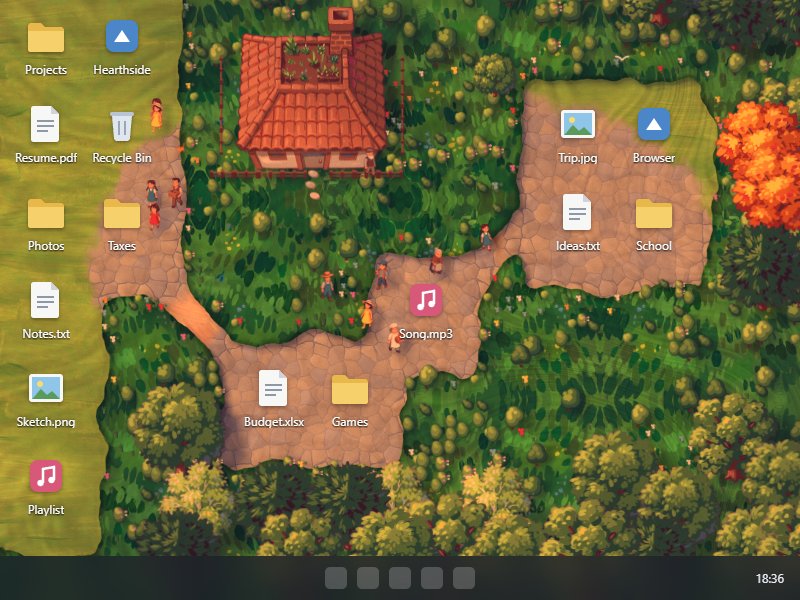 Projects
Hearthside
Resume.pdf
Recycle Bin
Photos
Taxes
Notes.txt
Sketch.png
Playlist
Trip.jpg
Browser
Ideas.txt
School
Song.mp3
Budget.xlsx
Games
18:36